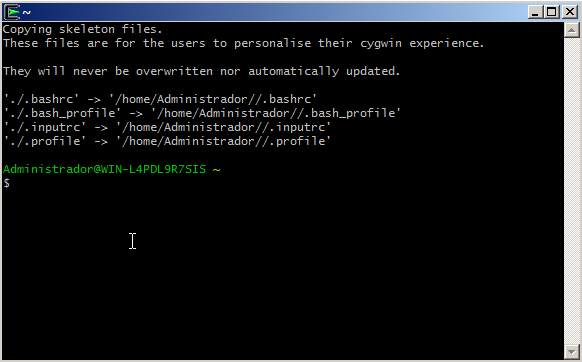 ~
Copying skeleton files.
These files are for the users to personalise their cygwin experience.
They will never be overwritten nor automatically updated.
'./.bashrc' -> '/home/Administrador//.bashrc'
'./.bash_profile' -> '/home/Administrador//.bash_profile'
'./.inputrc' -> '/home/Administrador//.inputrc'
'./.profile' -> '/home/Administrador//.profile'
Administrador@WIN-L4PDL9R7SIS ~
$